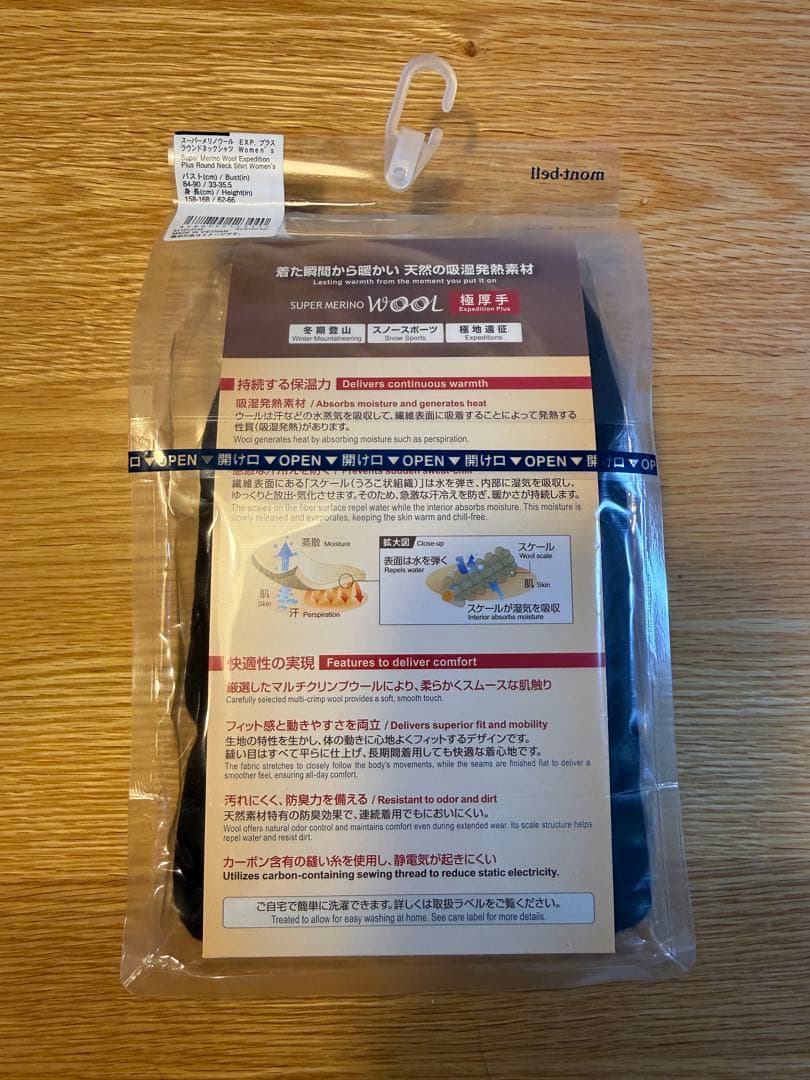 スーパーメリノウール EXP. プラス
ラウンドネックシャツ Women's
Super Merino Wool Expedition
Plus Round Neck Shirt Women's
バスト(cm) / Bust(in)
84-90 / 33-35.5
身長(cm) / Height(in)
158-168 / 62-66
MADE IN VIETNAM
mont-bell
着た瞬間から暖かい 天然の吸湿発熱素材
Lasting warmth from the moment you put it on
SUPER MERINO WOOL 極厚手
Expedition Plus
冬期登山 スノースポーツ 極地遠征
Winter Mountaineering Snow Sports Expeditions
持続する保温力 Delivers continuous warmth
吸湿発熱素材 / Absorbs moisture and generates heat
ウールは汗などの水蒸気を吸収して、繊維表面に吸着することによって発熱する
性質(吸湿発熱)があります。
Wool generates heat by absorbing moisture such as perspiration.
口 ▼OPEN ▼ 開け口 ▼OPEN ▼ 開け口 ▼OPEN ▼ 開け口 ▼OPEN ▼ 開け口 ▼OP
急激な汗冷えを防ぐ / Prevents sudden sweat-chill
繊維表面にある「スケール(うろこ状組織)」は水を弾き、内部に湿気を吸収し、
ゆっくりと放出・気化させます。そのため、急激な汗冷えを防ぎ、暖かさが持続します。
The scales on the fiber surface repel water while the interior absorbs moisture. This moisture is
slowly released and evaporates, keeping the skin warm and chill-free.
蒸散 Moisture
肌
Skin
汗 Perspiration
拡大図 Close-up
表面は水を弾く
Repels water
スケール
Wool scale
肌 Skin
スケールが湿気を吸収
Interior absorbs moisture
快適性の実現 Features to deliver comfort
厳選したマルチクリンプウールにより、柔らかくスムースな肌触り
Carefully selected multi-crimp wool provides a soft, smooth touch.
フィット感と動きやすさを両立 / Delivers superior fit and mobility
生地の特性を生かし、体の動きに心地よくフィットするデザインです。
縫い目はすべて平らに仕上げ、長期間着用しても快適な着心地です。
The fabric stretches to closely follow the body's movements, while the seams are finished flat to deliver a
smoother feel, ensuring all-day comfort.
汚れにくく、防臭力を備える / Resistant to odor and dirt
天然素材特有の防臭効果で、連続着用でもにおいにくい。
Wool offers natural odor control and maintains comfort even during extended wear. Its scale structure helps
repel water and resist dirt.
カーボン含有の縫い糸を使用し、静電気が起きにくい
Utilizes carbon-containing sewing thread to reduce static electricity.
ご自宅で簡単に洗濯できます。詳しくは取扱ラベルをご覧ください。
Treated to allow for easy washing at home. See care label for more details.